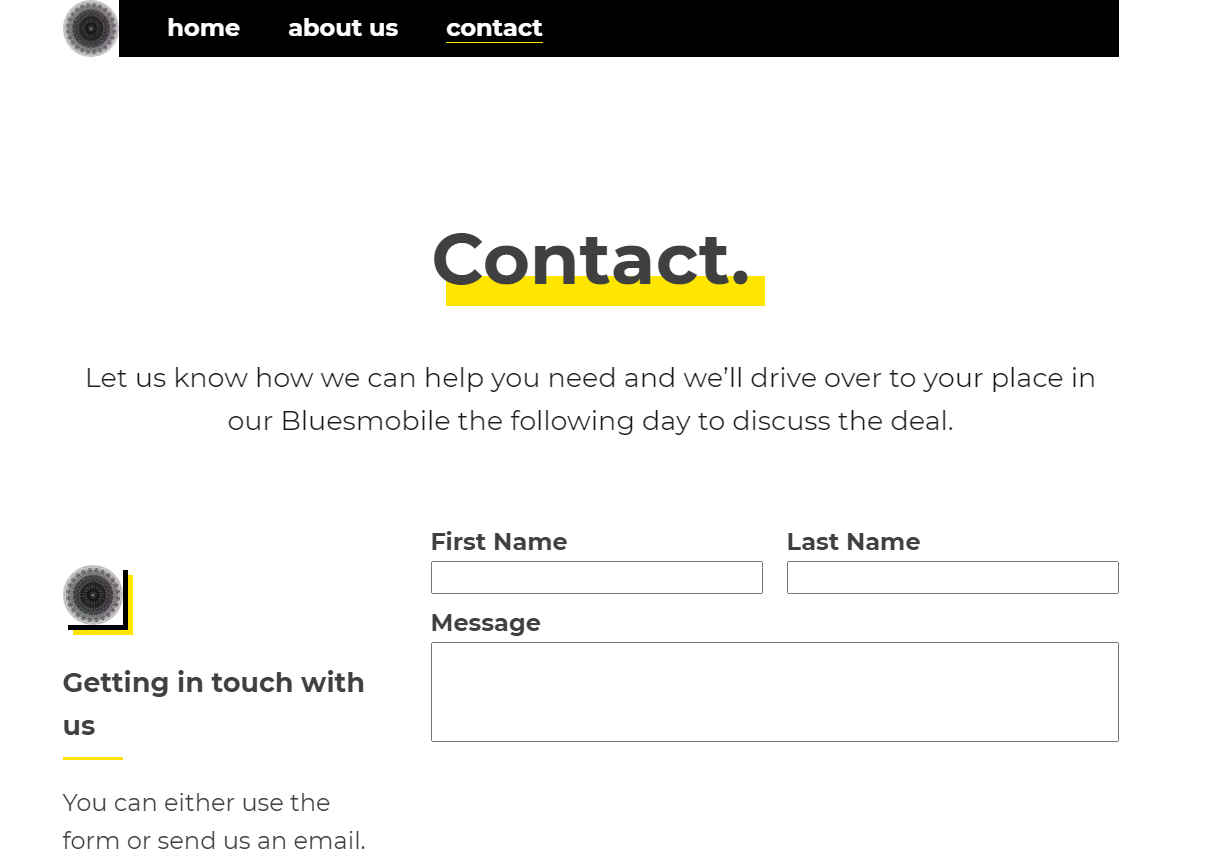 home about us contact
Contact.
Let us know how we can help you need and we’ll drive over to your place in
our Bluesmobile the following day to discuss the deal.
First Name Last Name
Message
Getting in touch with
us
You can either use the
form or send us an email.